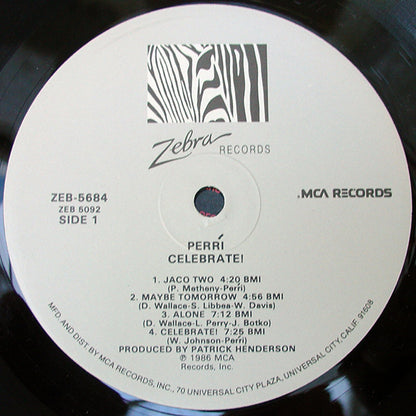 Zebra RECORDS
ZEB-5684
ZEB 5092
SIDE 1
.MCA RECORDS
PERRÍ
CELEBRATE!
1. JACO TWO 4:20 BMI
(P. Metheny-Perri)
2. MAYBE TOMORROW 4:56 BMI
(D. Wallace-S. Libbea-W. Davis)
3. ALONE 7:12 BMI
(D. Wallace-L. Perry-J. Botko)
4. CELEBRATE! 7:25 BMI
(W. Johnson-Perri)
PRODUCED BY PATRICK HENDERSON
℗ 1986 MCA
Records, Inc.
MFD. AND DIST. BY MCA RECORDS, INC., 70 UNIVERSAL CITY PLAZA, UNIVERSAL CITY, CALIF. 91608